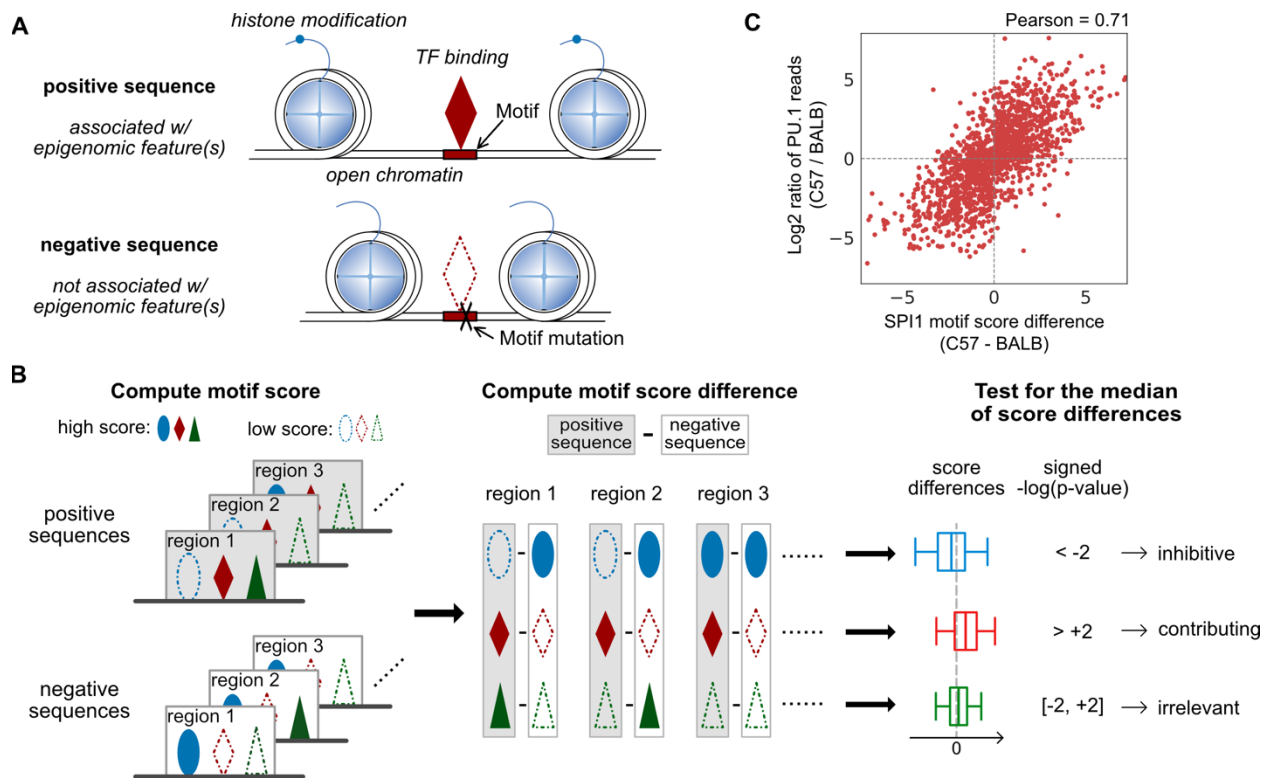 A
histone modification
TF binding
positive sequence
Motif
associated w/
epigenomic feature(s)
open chromatin
negative sequence
not associated w/
epigenomic feature(s)
Motif mutation
C
Pearson = 0.71
Log2 ratio of PU.1 reads
(C57 / BALB)
5
0
−5
−5
0
5
SPI1 motif score difference
(C57 - BALB)
B
Compute motif score
high score:
low score:
region 3
region 2
region 1
positive
sequences
region 3
region 2
region 1
negative
sequences
Compute motif score difference
positive
sequence
-
negative
sequence
region 1
region 2
region 3
- - - ......
- - - ......
- - - ......
Test for the median
of score differences
score
differences
signed
-log(p-value)
< -2
inhibitive
> +2
contributing
[-2, +2]
irrelevant
0